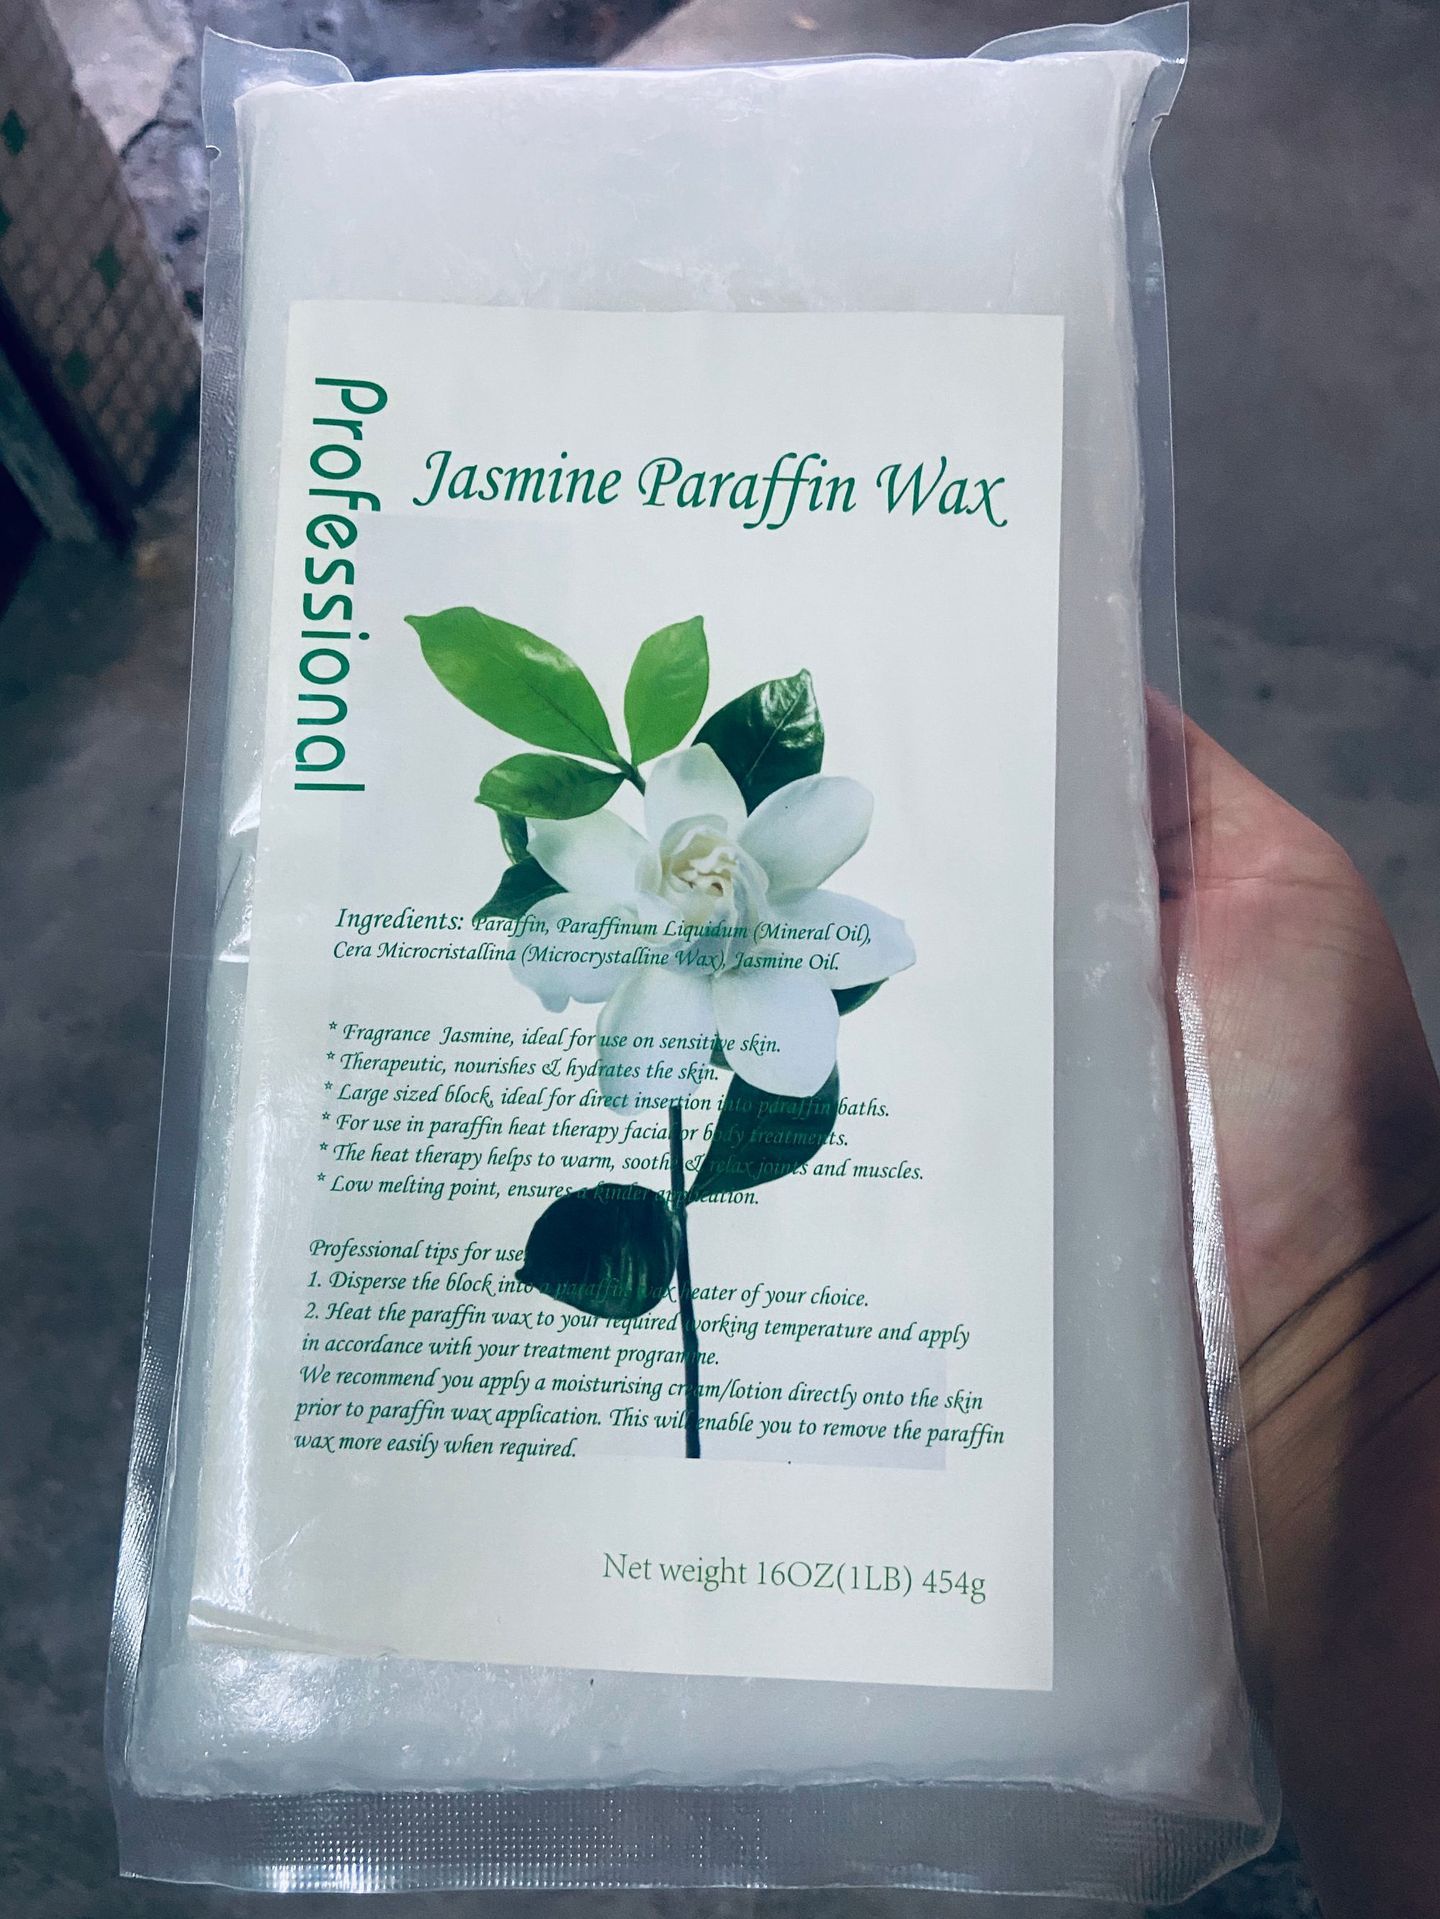 Professional
Jasmine Paraffin Wax
Ingredients: Paraffin, Paraffinum Liquidum (Mineral Oil),
Cera Microcristallina (Microcrystalline Wax), Jasmine Oil.
* Fragrance Jasmine, ideal for use on sensitive skin.
* Therapeutic, nourishes & hydrates the skin.
* Large sized block, ideal for direct insertion into paraffin baths.
* For use in paraffin heat therapy facial or body treatments.
* The heat therapy helps to warm, soothe & relax joints and muscles.
* Low melting point, ensures a kinder application.
Professional tips for use:
1. Disperse the block into a paraffin wax heater of your choice.
2. Heat the paraffin wax to your required working temperature and apply
in accordance with your treatment programme.
We recommend you apply a moisturising cream/lotion directly onto the skin
prior to paraffin wax application. This will enable you to remove the paraffin
wax more easily when required.
Net weight 16OZ(1LB) 454g